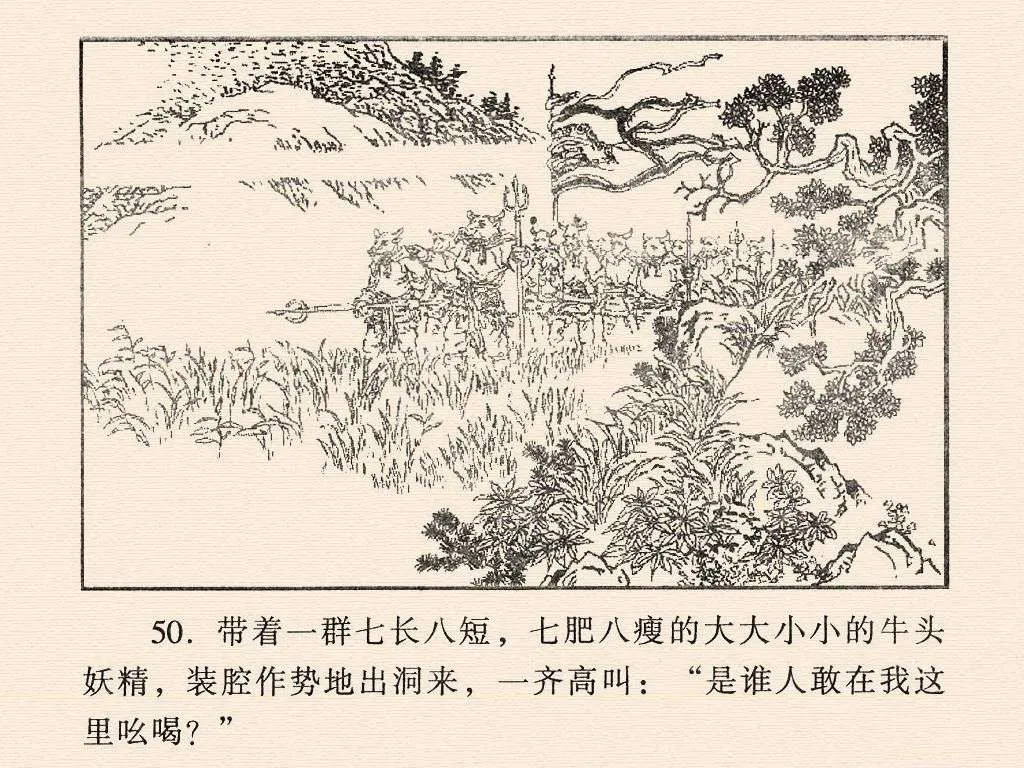 50. 带着一群七长八短，七肥八瘦的大大小小的牛头
妖精，装腔作势地出洞来，一齐高叫：“是谁人敢在我这
里吆喝？”